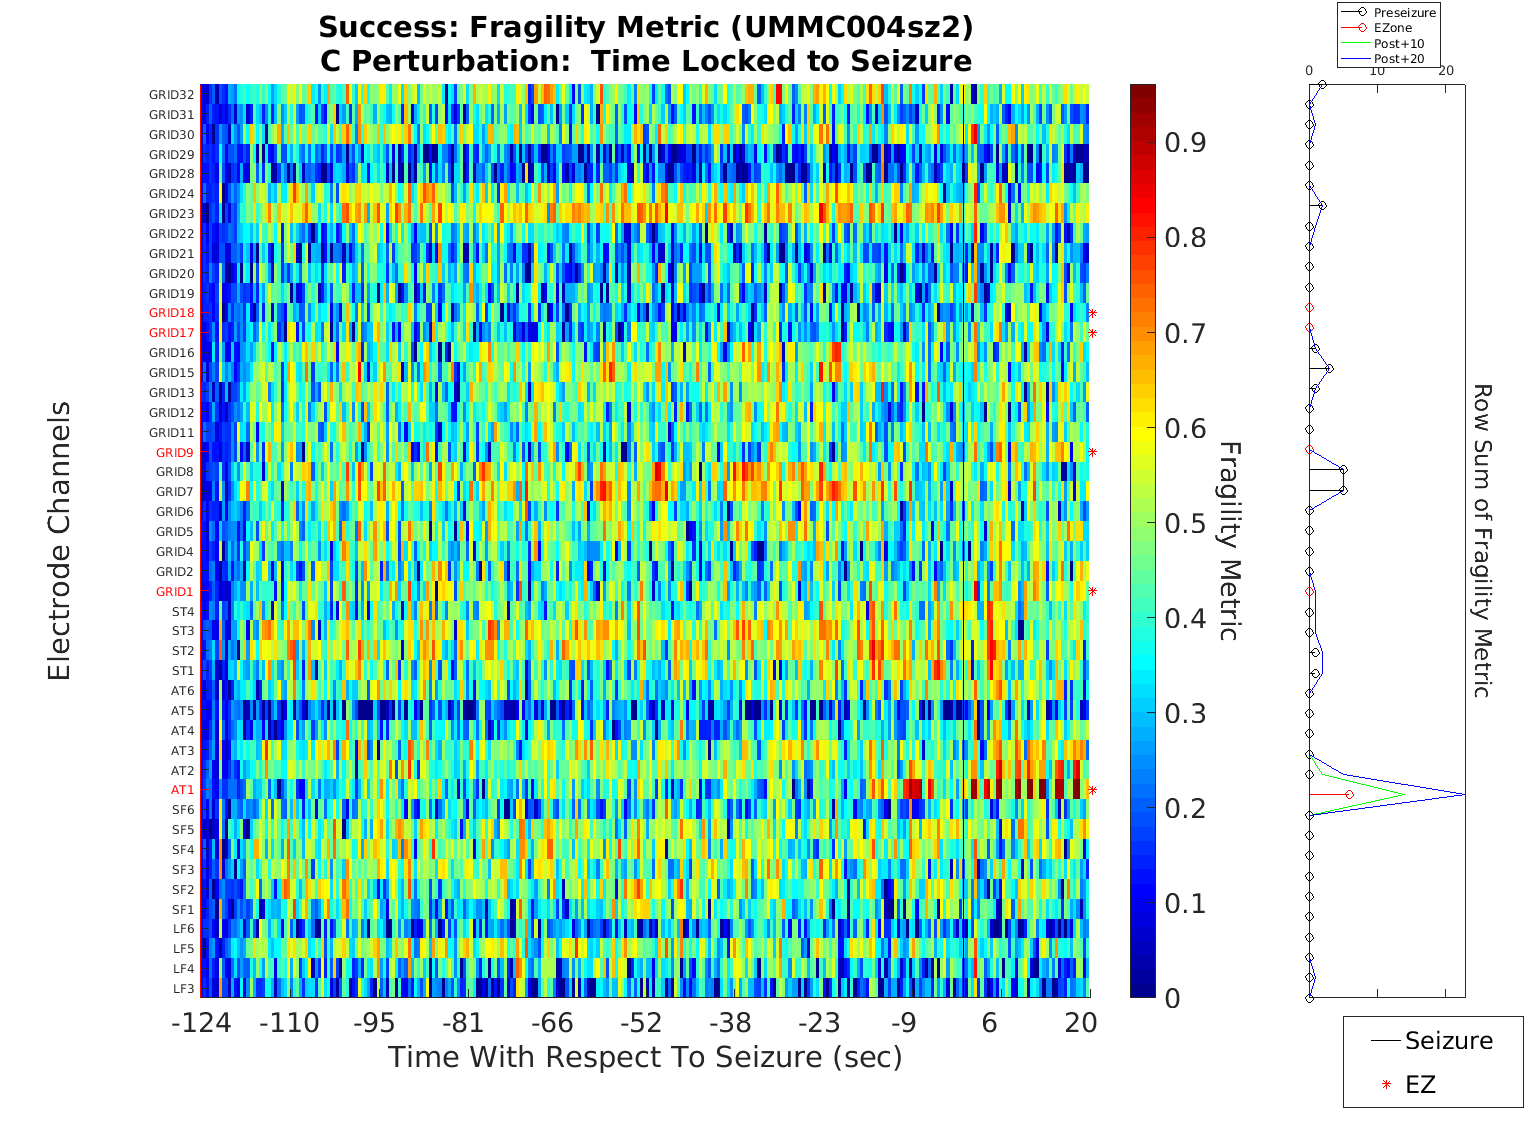 Success: Fragility Metric (UMMC004sz2)
C Perturbation:  Time Locked to Seizure
Electrode Channels
GRID32
GRID31
GRID30
GRID29
GRID28
GRID24
GRID23
GRID22
GRID21
GRID20
GRID19
GRID18
GRID17
GRID16
GRID15
GRID13
GRID12
GRID11
GRID9
GRID8
GRID7
GRID6
GRID5
GRID4
GRID2
GRID1
ST4
ST3
ST2
ST1
AT6
AT5
AT4
AT3
AT2
AT1
SF6
SF5
SF4
SF3
SF2
SF1
LF6
LF5
LF4
LF3
-124 -110 -95 -81 -66 -52 -38 -23 -9 6 20
Time With Respect To Seizure (sec)
0.9
0.8
0.7
0.6
0.5
0.4
0.3
0.2
0.1
0
Fragility Metric
Preseizure
EZone
Post+10
Post+20
0 10 20
Row Sum of Fragility Metric
Seizure
EZ